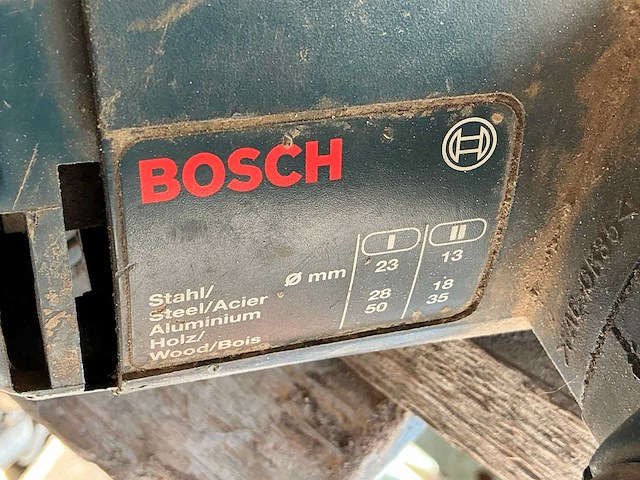 BOSCH
I II
Ø mm 23 13
Stahl/
Steel/Acier
Aluminium 28 18
Holz/ 50 35
Wood/Bois